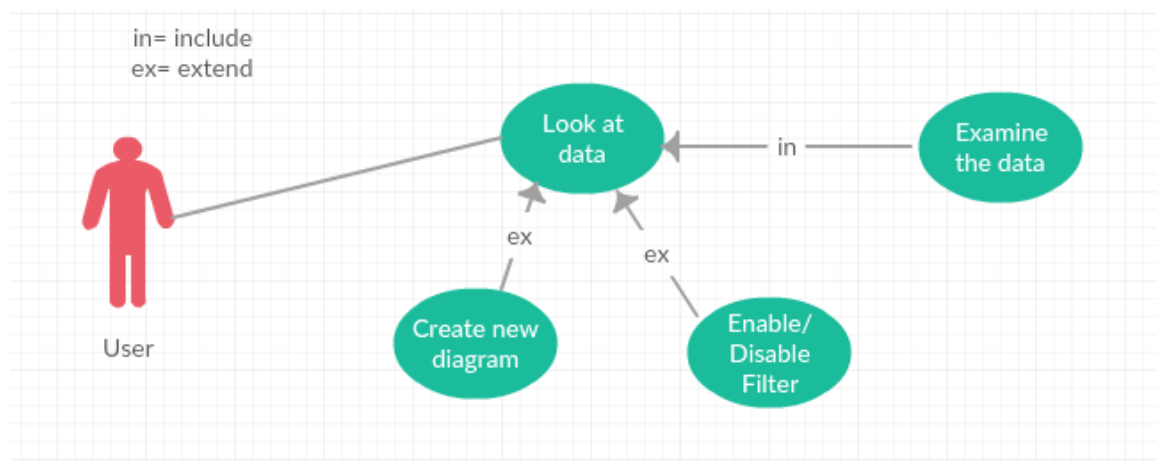 in= include
ex= extend
Look at
data
in
Examine
the data
ex
ex
Create new
diagram
Enable/
Disable
Filter
User